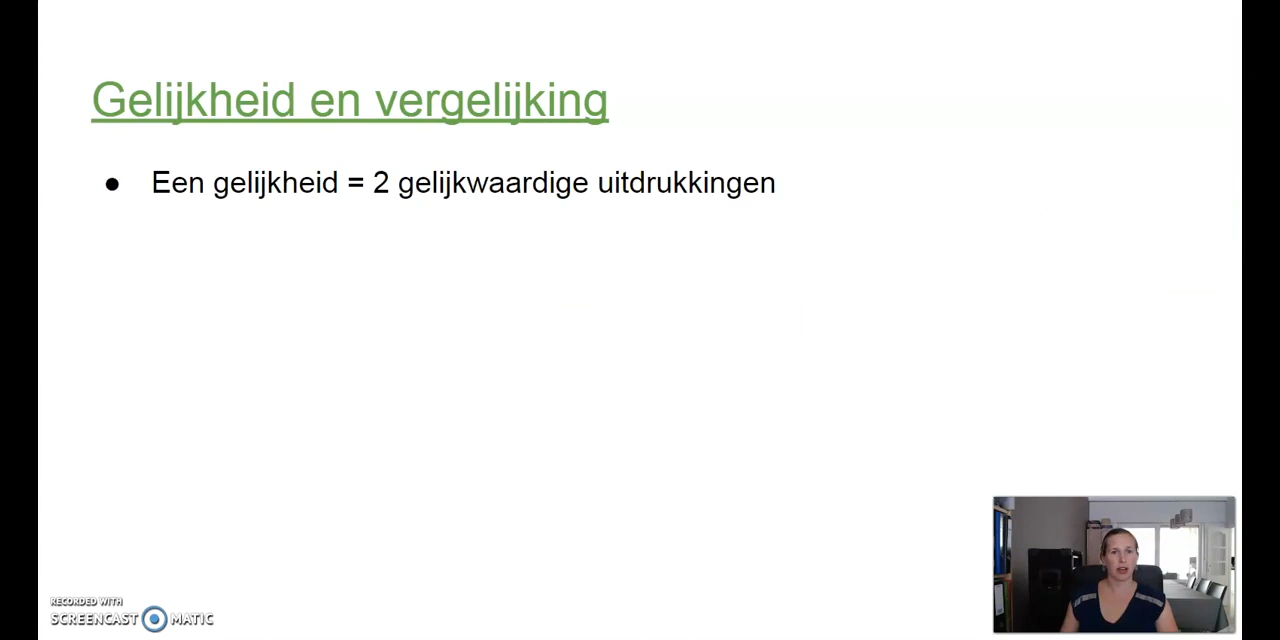 Gelijkheid en vergelijking
● Een gelijkheid = 2 gelijkwaardige uitdrukkingen
RECORDED WITH
SCREENCAST MATIC